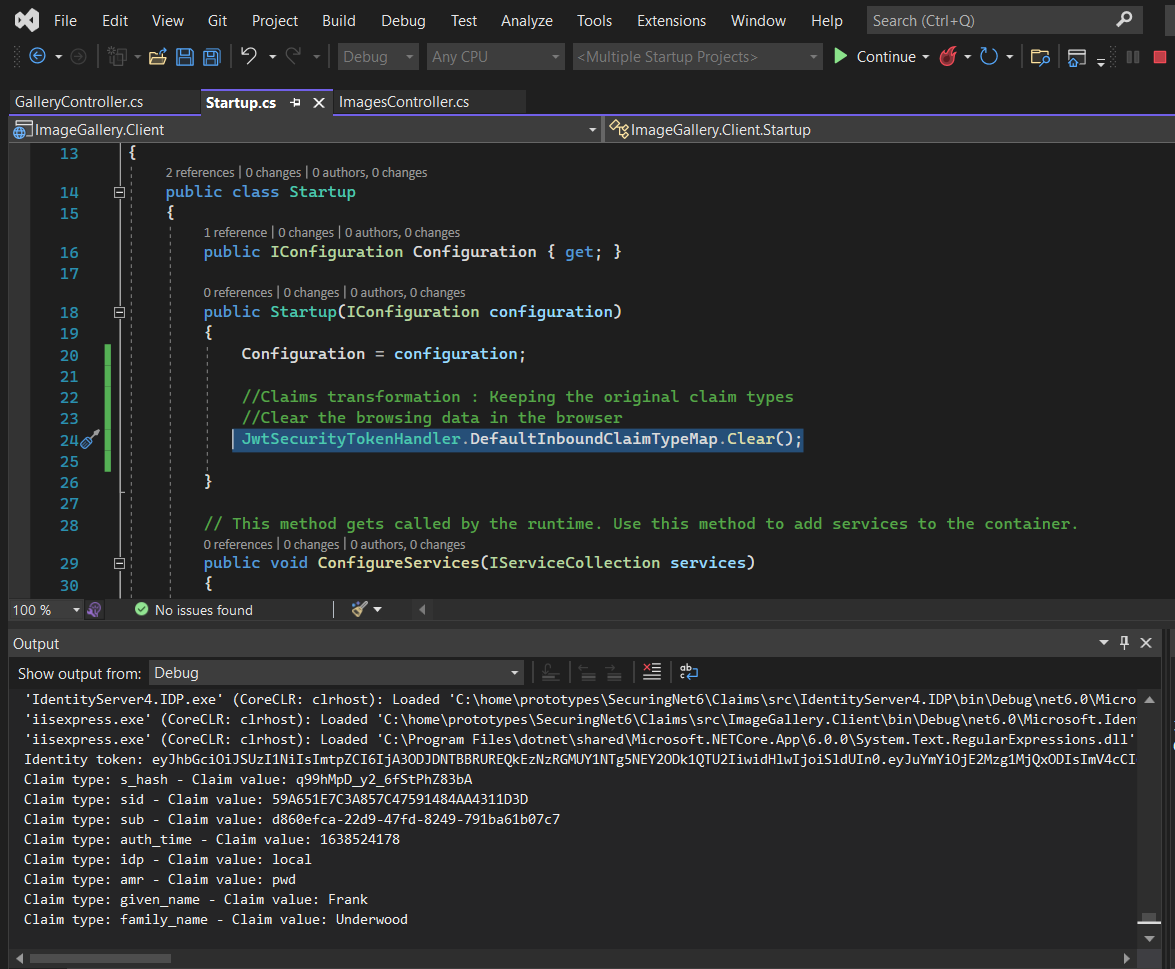 File Edit View Git Project Build Debug Test Analyze Tools Extensions Window Help Search (Ctrl+Q)
Debug Any CPU <Multiple Startup Projects> Continue
GalleryController.cs Startup.cs ImagesController.cs
ImageGallery.Client ImageGallery.Client.Startup
13 {
2 references | 0 changes | 0 authors, 0 changes
14 public class Startup
15 {
1 reference | 0 changes | 0 authors, 0 changes
16 public IConfiguration Configuration { get; }
17
0 references | 0 changes | 0 authors, 0 changes
18 public Startup(IConfiguration configuration)
19 {
20 Configuration = configuration;
21
22 //Claims transformation : Keeping the original claim types
23 //Clear the browsing data in the browser
24 JwtSecurityTokenHandler.DefaultInboundClaimTypeMap.Clear();
25
26 }
27
28 // This method gets called by the runtime. Use this method to add services to the container.
0 references | 0 changes | 0 authors, 0 changes
29 public void ConfigureServices(IServiceCollection services)
30 {
100 % No issues found
Output
Show output from: Debug
'IdentityServer4.IDP.exe' (CoreCLR: clrhost): Loaded 'C:\home\prototypes\SecuringNet6\Claims\src\IdentityServer4.IDP\bin\Debug\net6.0\Micro
'iisexpress.exe' (CoreCLR: clrhost): Loaded 'C:\home\prototypes\SecuringNet6\Claims\src\ImageGallery.Client\bin\Debug\net6.0\Microsoft.Iden
'iisexpress.exe' (CoreCLR: clrhost): Loaded 'C:\Program Files\dotnet\shared\Microsoft.NETCore.App\6.0.0\System.Text.RegularExpressions.dll'
Identity token: eyJhbGciOiJSUzI1NiIsImtpZCI6IjA3ODJDNTBBRUREQkEzNzRGMUY1NTg5NEY2ODk1QTU2IiwidHlwIjoiSldUIn0.eyJuYmYiOjE2Mzg1MjQxODIsImV4cCI
Claim type: s_hash - Claim value: q99hMpD_y2_6fStPhZ83bA
Claim type: sid - Claim value: 59A651E7C3A857C47591484AA4311D3D
Claim type: sub - Claim value: d860efca-22d9-47fd-8249-791ba61b07c7
Claim type: auth_time - Claim value: 1638524178
Claim type: idp - Claim value: local
Claim type: amr - Claim value: pwd
Claim type: given_name - Claim value: Frank
Claim type: family_name - Claim value: Underwood